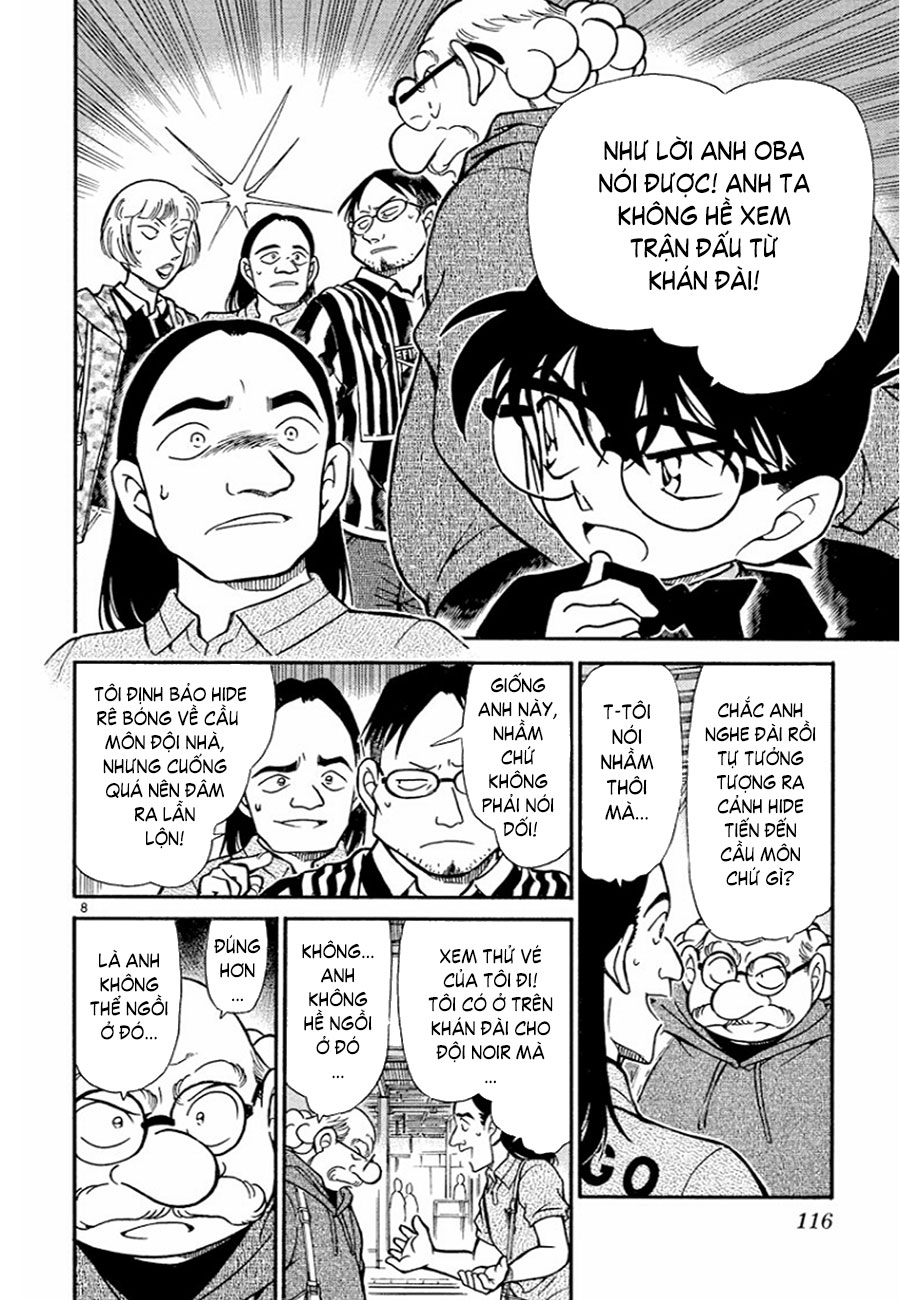 NHƯ LỜI ANH OBA
NÓI ĐƯỢC! ANH TA
KHÔNG HỀ XEM
TRẬN ĐẤU TỪ
KHÁN ĐÀI!
CHẮC ANH
NGHE ĐÀI RỒI
TỰ TƯỞNG
TƯỢNG RA
CẢNH HIDE
TIẾN ĐẾN
CẦU MÔN
CHỨ GÌ?
T-TÔI
NÓI
NHẦM
THÔI
MÀ...
GIỐNG
ANH NÀY,
NHẦM
CHỨ
KHÔNG
PHẢI NÓI
DỐI!
TÔI ĐỊNH BẢO HIDE
RÊ BÓNG VỀ CẦU
MÔN ĐỘI NHÀ,
NHƯNG CUỐNG
QUÁ NÊN ĐÂM
RA LẦN
LỘN!
GO
XEM THỬ VÉ
CỦA TÔI ĐI!
TÔI CÓ Ở TRÊN
KHÁN ĐÀI CHO
ĐỘI NOIR MÀ
...
KHÔNG...
ANH
KHÔNG
HỀ NGỒI
Ở ĐÓ
...
ĐÚNG
HƠN
...
LÀ ANH
KHÔNG
THỂ NGỒI
Ở ĐÓ...
8
116